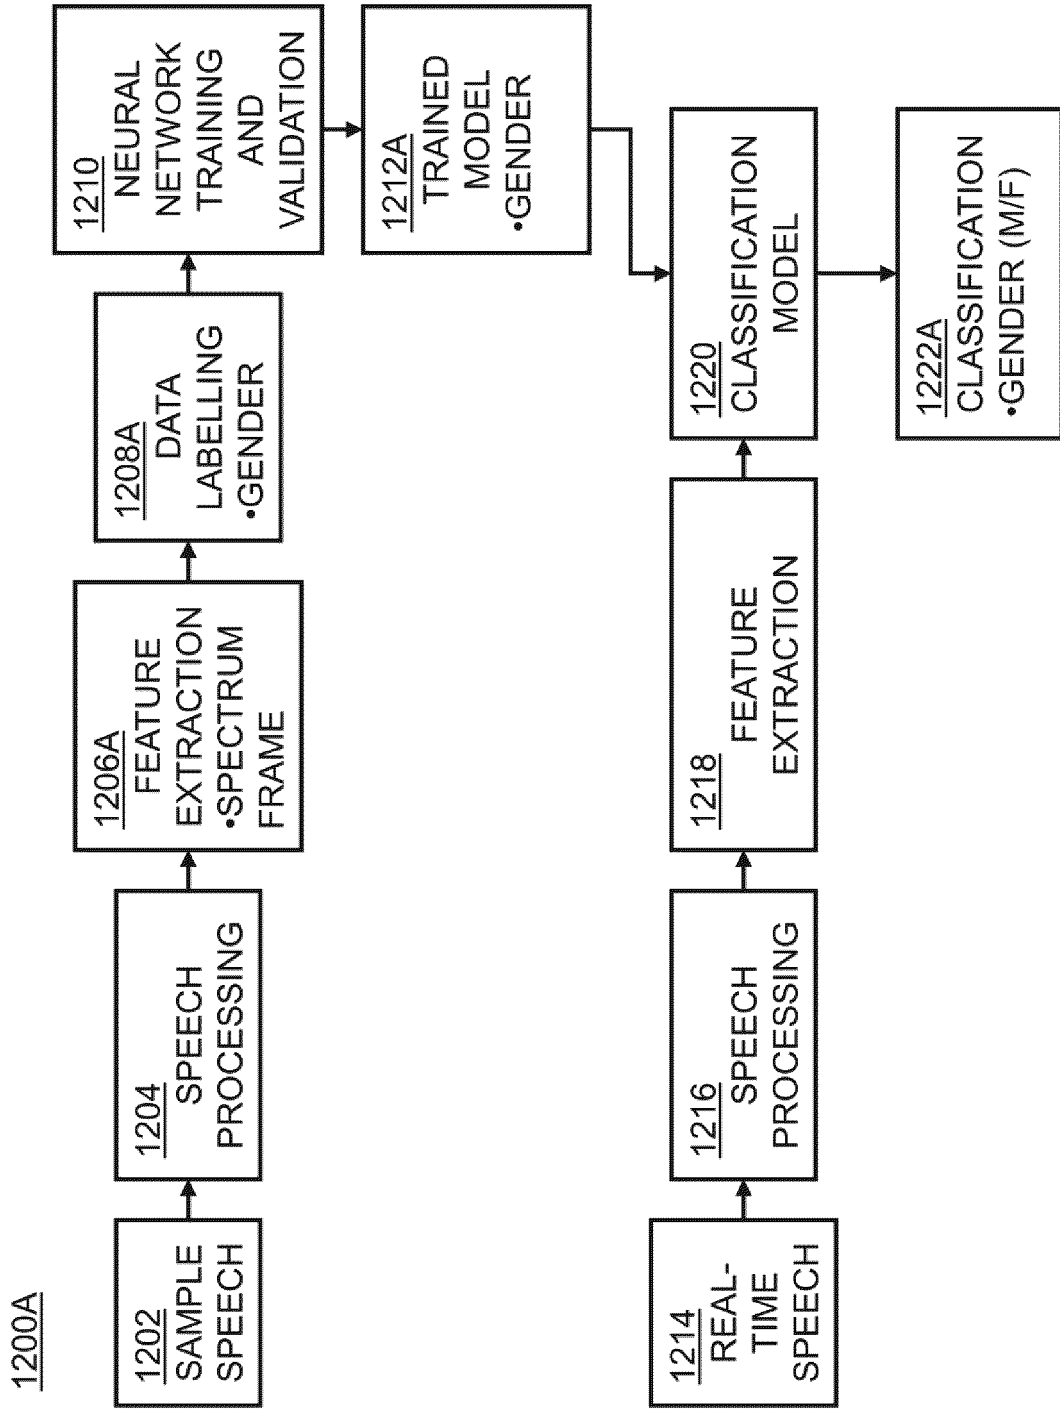 1200A
1202
SAMPLE
SPEECH
1204
SPEECH
PROCESSING
1206A
FEATURE
EXTRACTION
•SPECTRUM
FRAME
1208A
DATA
LABELLING
•GENDER
1210
NEURAL
NETWORK
TRAINING
AND
VALIDATION
1212A
TRAINED
MODEL
•GENDER
1214
REAL-
TIME
SPEECH
1216
SPEECH
PROCESSING
1218
FEATURE
EXTRACTION
1220
CLASSIFICATION
MODEL
1222A
CLASSIFICATION
•GENDER (M/F)